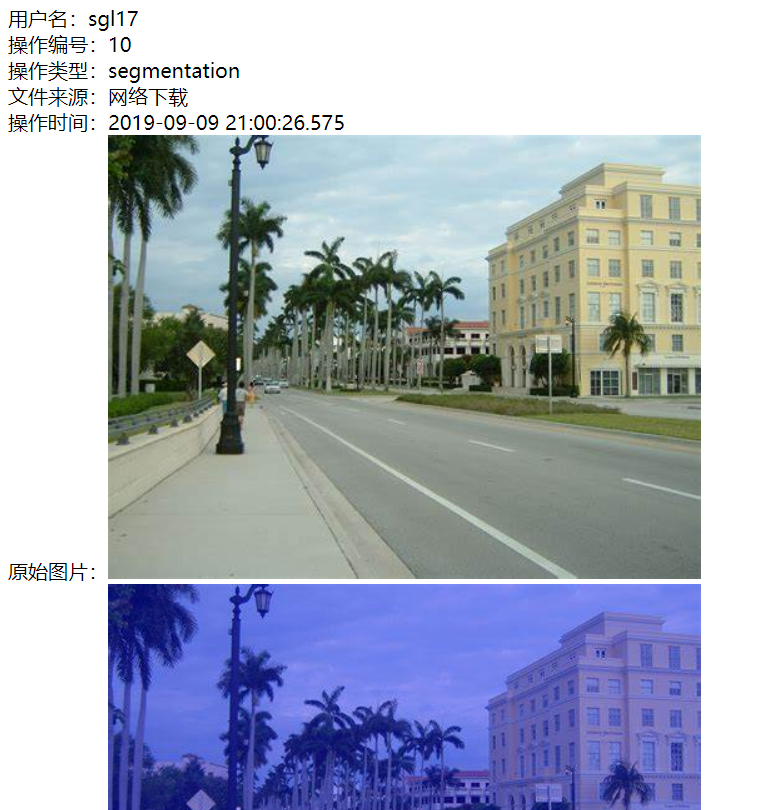 用户名：sgl17
操作编号：10
操作类型：segmentation
文件来源：网络下载
操作时间：2019-09-09 21:00:26.575
原始图片：